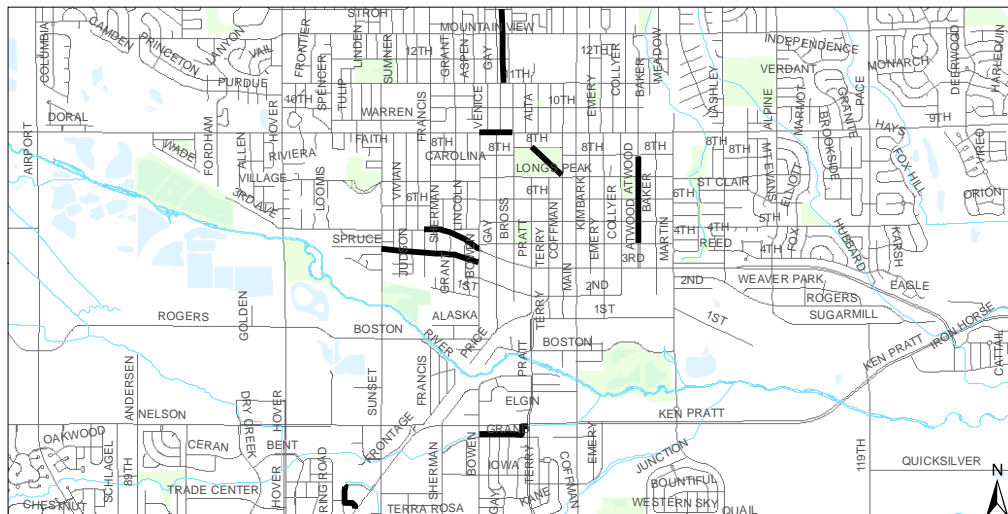 STROH
MOUNTAIN VIEW
COLUMBIA
CAMDEN
PRINCETON
LANYON
VAIL
FRONTIER
LINDEN
SUMNER
12TH
GRANT
ASPEN
GAY
11TH
12TH
COLLYER
BAKER
MEADOW
INDEPENDENCE
VERDANT
MONARCH
DEERWOOD
HARLEQUIN
PURDUE
10TH
SPENCER
TULIP
WARREN
FRANCIS
VENICE
ALTA
10TH
EMERY
ASHLEY
ALPINE
MARMOT
GRANITE
PACE
9TH
DORAL
AIRPORT
WADE
FORDHAM
ALLEN
HOVER
RIVIERA
FAITH
8TH
CAROLINA
8TH
8TH
8TH
8TH
8TH
8TH
MT EVANS
BROOKSIDE
HAYS
FOX HILL
VILLAGE
LOOMIS
VIVIAN
LONGS PEAK
ATWOOD
ST CLAIR
ELLIOTT
ORION
3RD AVE
6TH
SHERMAN
LINCOLN
6TH
BROSS
COFFMAN
KIMBARK
COLLYER
BAKER
6TH
5TH
SPRUCE
JUDSON
GAY
PRATT
TERRY
EMERY
ATWOOD
MARTIN
4TH
4TH
REED
4TH
FOX
HUBBARD
KARSH
GRANT
BOWEN
1ST
MAIN
3RD
2ND
2ND
WEAVER PARK
EAGLE
ROGERS
GOLDEN
BOSTON
ALASKA
RIVER
PRICE
TERRY
1ST
1ST
ROGERS
SUGARMILL
PRATT
BOSTON
KEN PRATT
IRON HORSE
CATTAIL
ANDERSEN
NELSON
DRY CREEK
HOVER
SUNSET
FRANCIS
ELGIN
KEN PRATT
OAKWOOD
SCHLAGEL
89TH
CERAN
BENT
FRONTAGE
BOWEN
GRAND
IOWA
TERRY
EMERY
JUNCTION
119TH
QUICKSILVER
N
CHESTNUT
TRADE CENTER
HOVER
RING ROAD
SHERMAN
TERRA ROSA
GAY
KANE
COFFMAN
BOUNTIFUL
WESTERN SKY
QUAIL